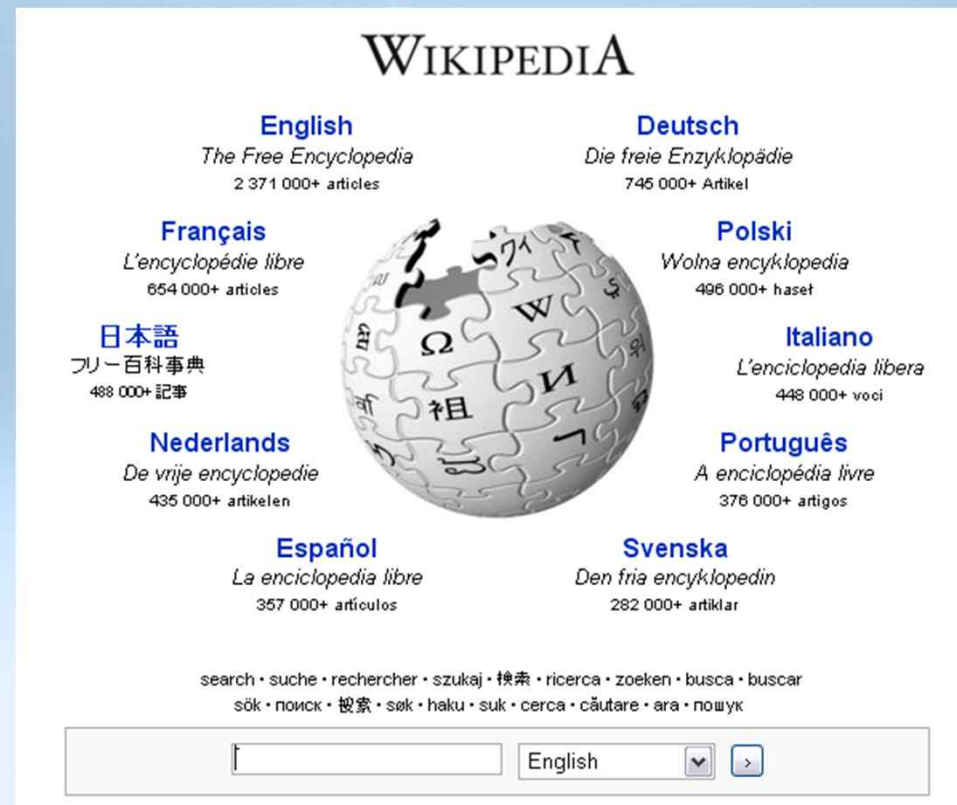 WIKIPEDIA
English
The Free Encyclopedia
2 371 000+ articles
Deutsch
Die freie Enzyklopädie
745 000+ Artikel
Français
L'encyclopédie libre
654 000+ articles
Polski
Wolna encyklopedia
496 000+ haseł
日本語
フリー百科事典
488 000+ 記事
Italiano
L'enciclopedia libera
448 000+ voci
Nederlands
De vrije encyclopedie
435 000+ artikelen
Português
A enciclopédia livre
376 000+ artigos
Español
La enciclopedia libre
357 000+ artículos
Svenska
Den fria encyklopedin
282 000+ artiklar
Ω W
祖 И
search · suche · rechercher · szukaj · 検索 · ricerca · zoeken · busca · buscar
sök · поиск · 搜索 · søk · haku · suk · cerca · căutare · ara · пошук
English